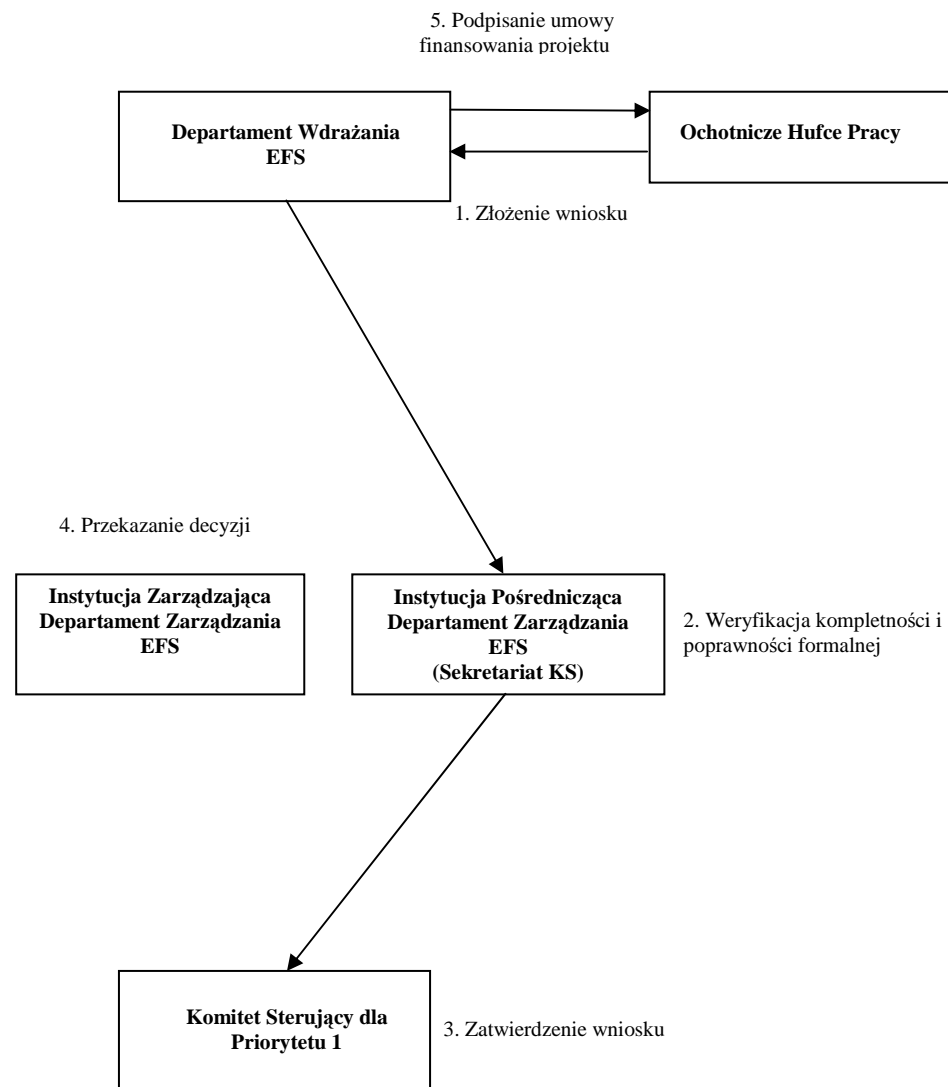 5. Podpisanie umowy
finansowania projektu
Departament Wdrażania
EFS
Ochotnicze Hufce Pracy
1. Złożenie wniosku
4. Przekazanie decyzji
Instytucja Zarządzająca
Departament Zarządzania
EFS
Instytucja Pośrednicząca
Departament Zarządzania
EFS
(Sekretariat KS)
2. Weryfikacja kompletności i
poprawności formalnej
Komitet Sterujący dla
Priorytetu 1
3. Zatwierdzenie wniosku